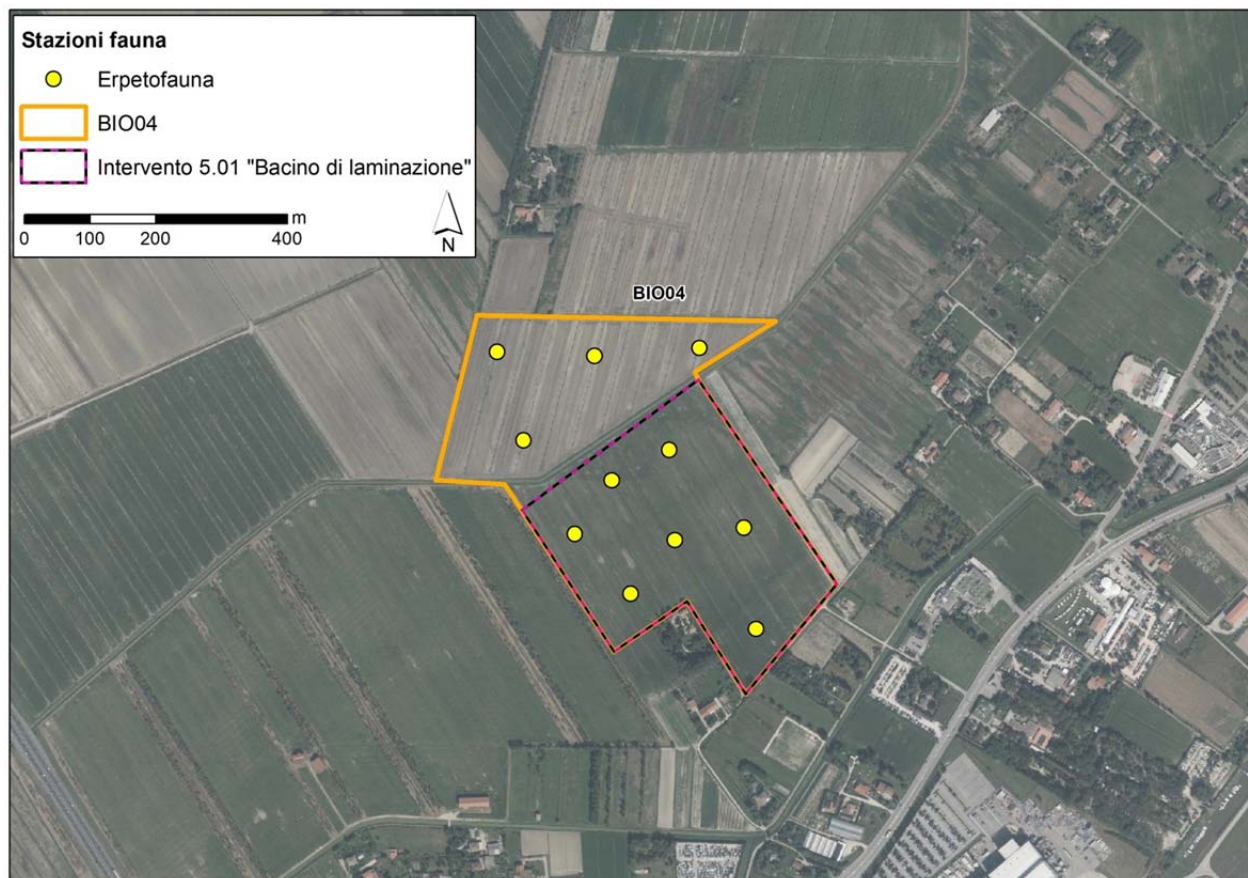 Stazioni fauna
Erpetofauna
BIO04
Intervento 5.01 "Bacino di laminazione"
m
0 100 200 400
N
BIO04